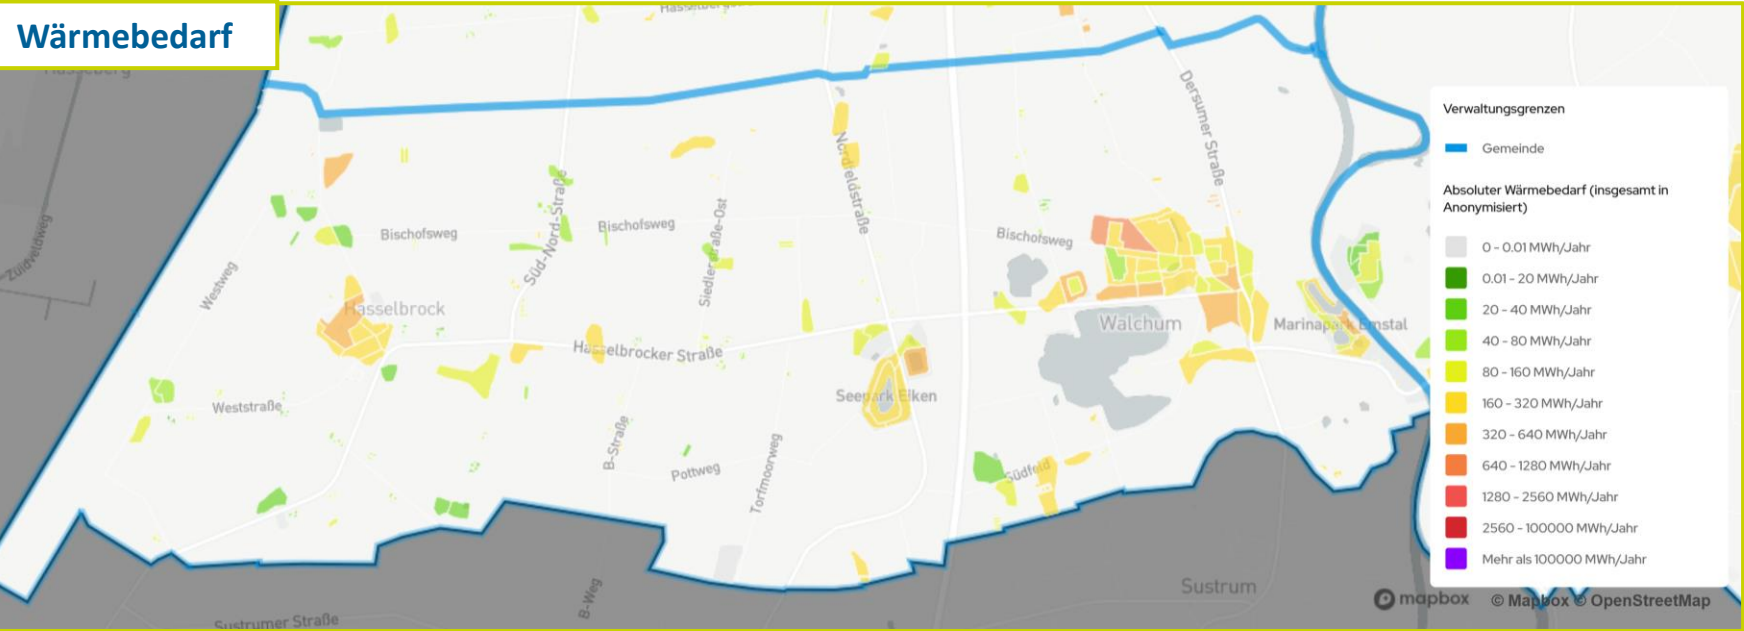 Wärmebedarf
Hasselberg
Zuidveldweg
Westweg
Bischofsweg
Süd-Nord-Straße
Bischofsweg
Siedlerstraße-Ost
Nordfeldstraße
Bischofsweg
Dersumer Straße
Hasselbrock
Hasselbrocker Straße
Walchum
Marinapark Emstal
Weststraße
Seepark Eiken
B-Straße
Pottweg
Torfmoorweg
Südfeld
B-Weg
Sustrumer Straße
Sustrum
Verwaltungsgrenzen
Gemeinde
Absoluter Wärmebedarf (insgesamt in
Anonymisiert)
0 - 0.01 MWh/Jahr
0.01 - 20 MWh/Jahr
20 - 40 MWh/Jahr
40 - 80 MWh/Jahr
80 - 160 MWh/Jahr
160 - 320 MWh/Jahr
320 - 640 MWh/Jahr
640 - 1280 MWh/Jahr
1280 - 2560 MWh/Jahr
2560 - 100000 MWh/Jahr
Mehr als 100000 MWh/Jahr
mapbox © Mapbox © OpenStreetMap